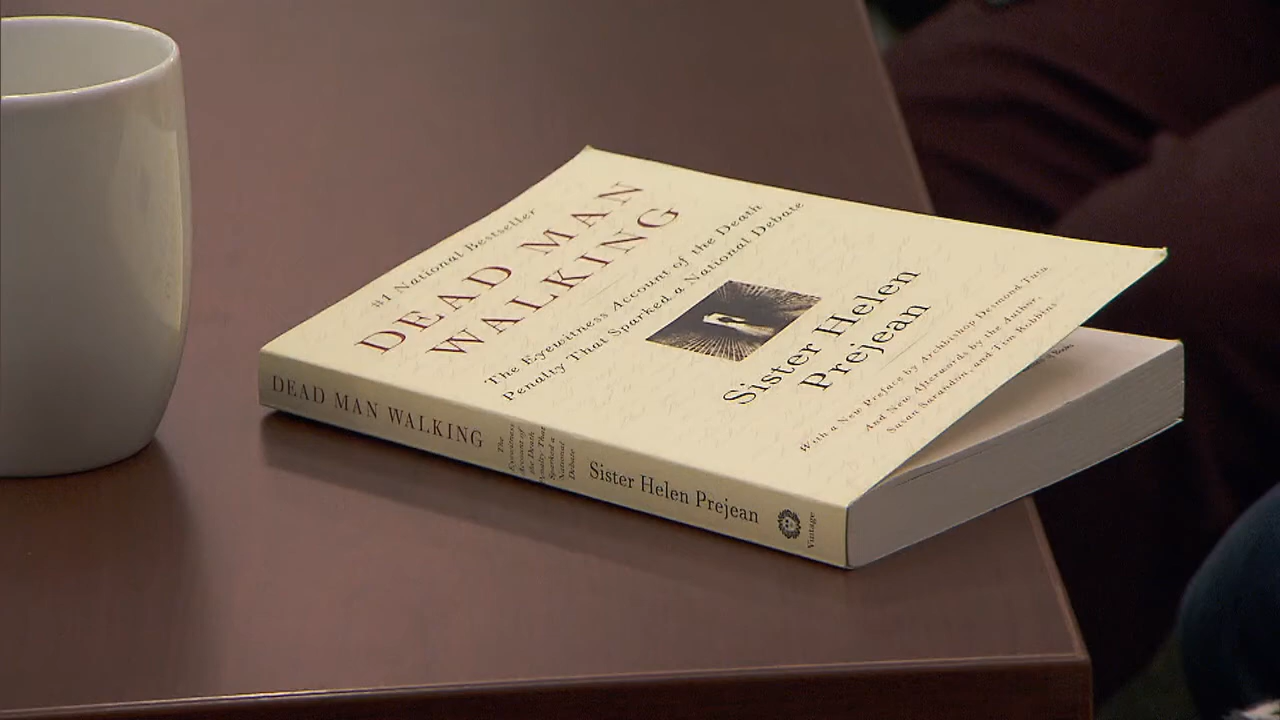 #1 National Bestseller
DEAD MAN
WALKING
The Eyewitness Account of the Death
Penalty That Sparked a National Debate
Sister Helen
Prejean
With a New Preface by Archbishop Desmond Tutu
And New Afterwords by the Author,
Susan Sarandon, and Tim Robbins
DEAD MAN WALKING
The
Eyewitness
Account of
the Death
Penalty That
Sparked a
National
Debate
Sister Helen Prejean
Vintage